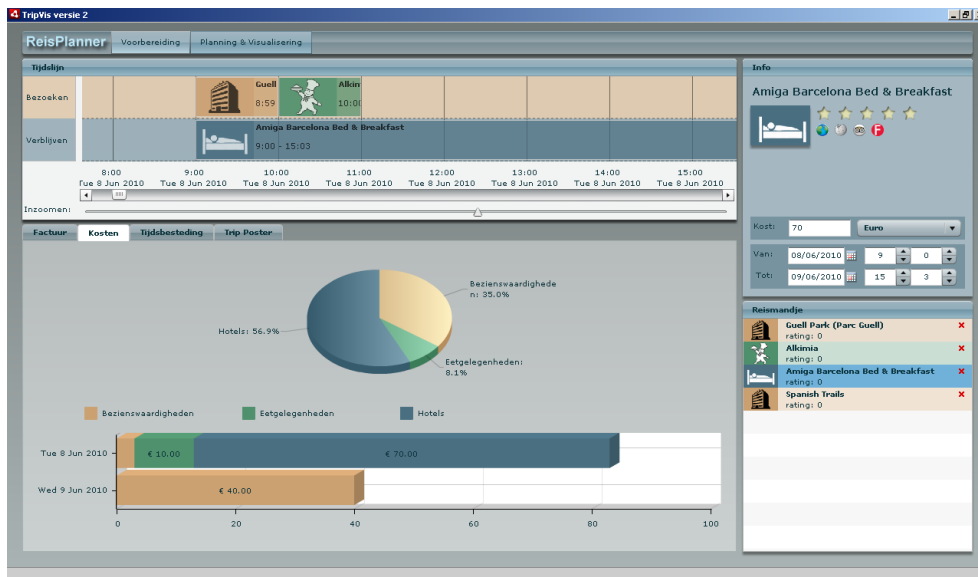 TripVis versie 2
ReisPlanner Voorbereiding Planning & Visualisering
Tijdslijn
Bezoeken
Guell
8:59
Alkim
10:0(
Verblijven
Amiga Barcelona Bed & Breakfast
9:00 - 15:03
8:00 9:00 10:00 11:00 12:00 13:00 14:00 15:00
Tue 8 Jun 2010 Tue 8 Jun 2010 Tue 8 Jun 2010 Tue 8 Jun 2010 Tue 8 Jun 2010 Tue 8 Jun 2010 Tue 8 Jun 2010 Tue 8 Jun 2010
Inzoomen:
Factuur Kosten Tijdsbesteding Trip Poster
Bezienswaardighede
n: 35.0%
Hotels: 56.9%
Eetgelegenheden:
8.1%
Bezienswaardigheden Eetgelegenheden Hotels
Tue 8 Jun 2010 € 10.00 € 70.00
Wed 9 Jun 2010 € 40.00
0 20 40 60 80 100
Info
Amiga Barcelona Bed & Breakfast
F
Kost: 70 Euro
Van: 08/06/2010 9 0
Tot: 09/06/2010 15 3
Reismandje
Guell Park (Parc Guell)
rating: 0
Alkimia
rating: 0
Amiga Barcelona Bed & Breakfast
rating: 0
Spanish Trails
rating: 0